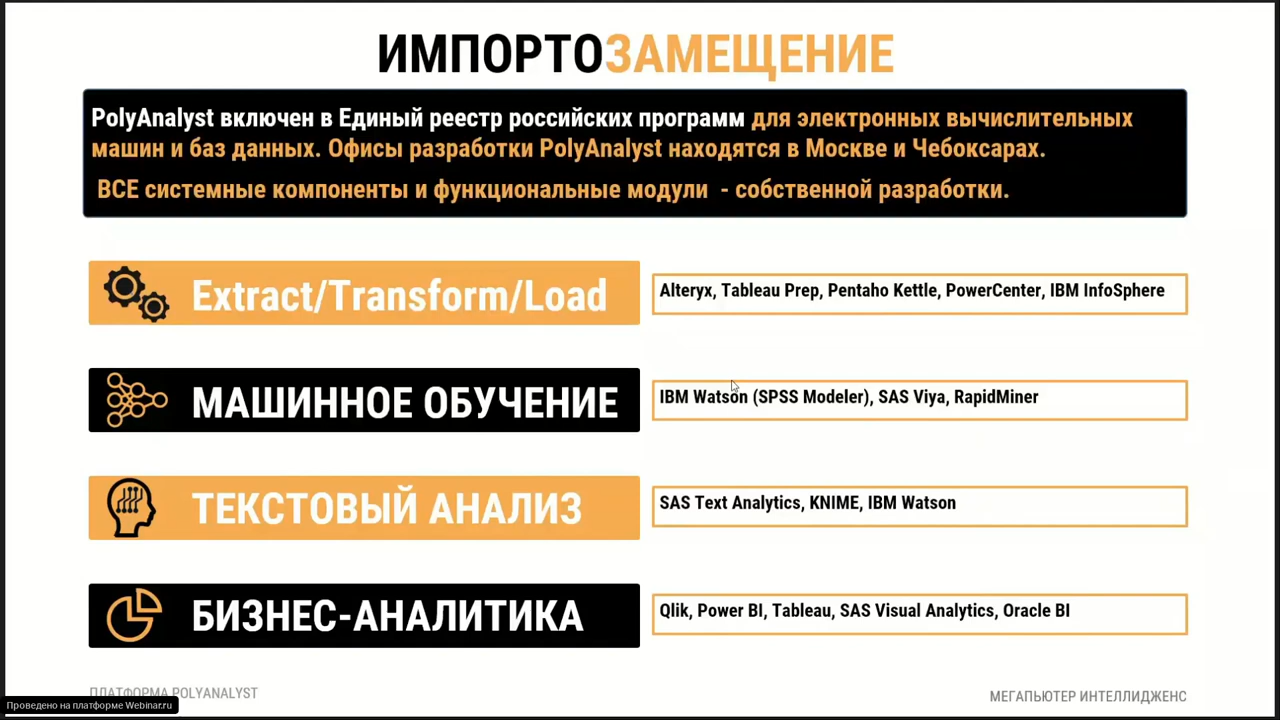 ИМПОРТОЗАМЕЩЕНИЕ
PolyAnalyst включен в Единый реестр российских программ для электронных вычислительных
машин и баз данных. Офисы разработки PolyAnalyst находятся в Москве и Чебоксарах.
ВСЕ системные компоненты и функциональные модули - собственной разработки.
Extract/Transform/Load
Alteryx, Tableau Prep, Pentaho Kettle, PowerCenter, IBM InfoSphere
МАШИННОЕ ОБУЧЕНИЕ
IBM Watson (SPSS Modeler), SAS Viya, RapidMiner
ТЕКСТОВЫЙ АНАЛИЗ
SAS Text Analytics, KNIME, IBM Watson
БИЗНЕС-АНАЛИТИКА
Qlik, Power BI, Tableau, SAS Visual Analytics, Oracle BI
ПЛАТФОРМА POLYANALYST
МЕГАПЬЮТЕР ИНТЕЛЛИДЖЕНС
Проведено на платформе Webinar.ru